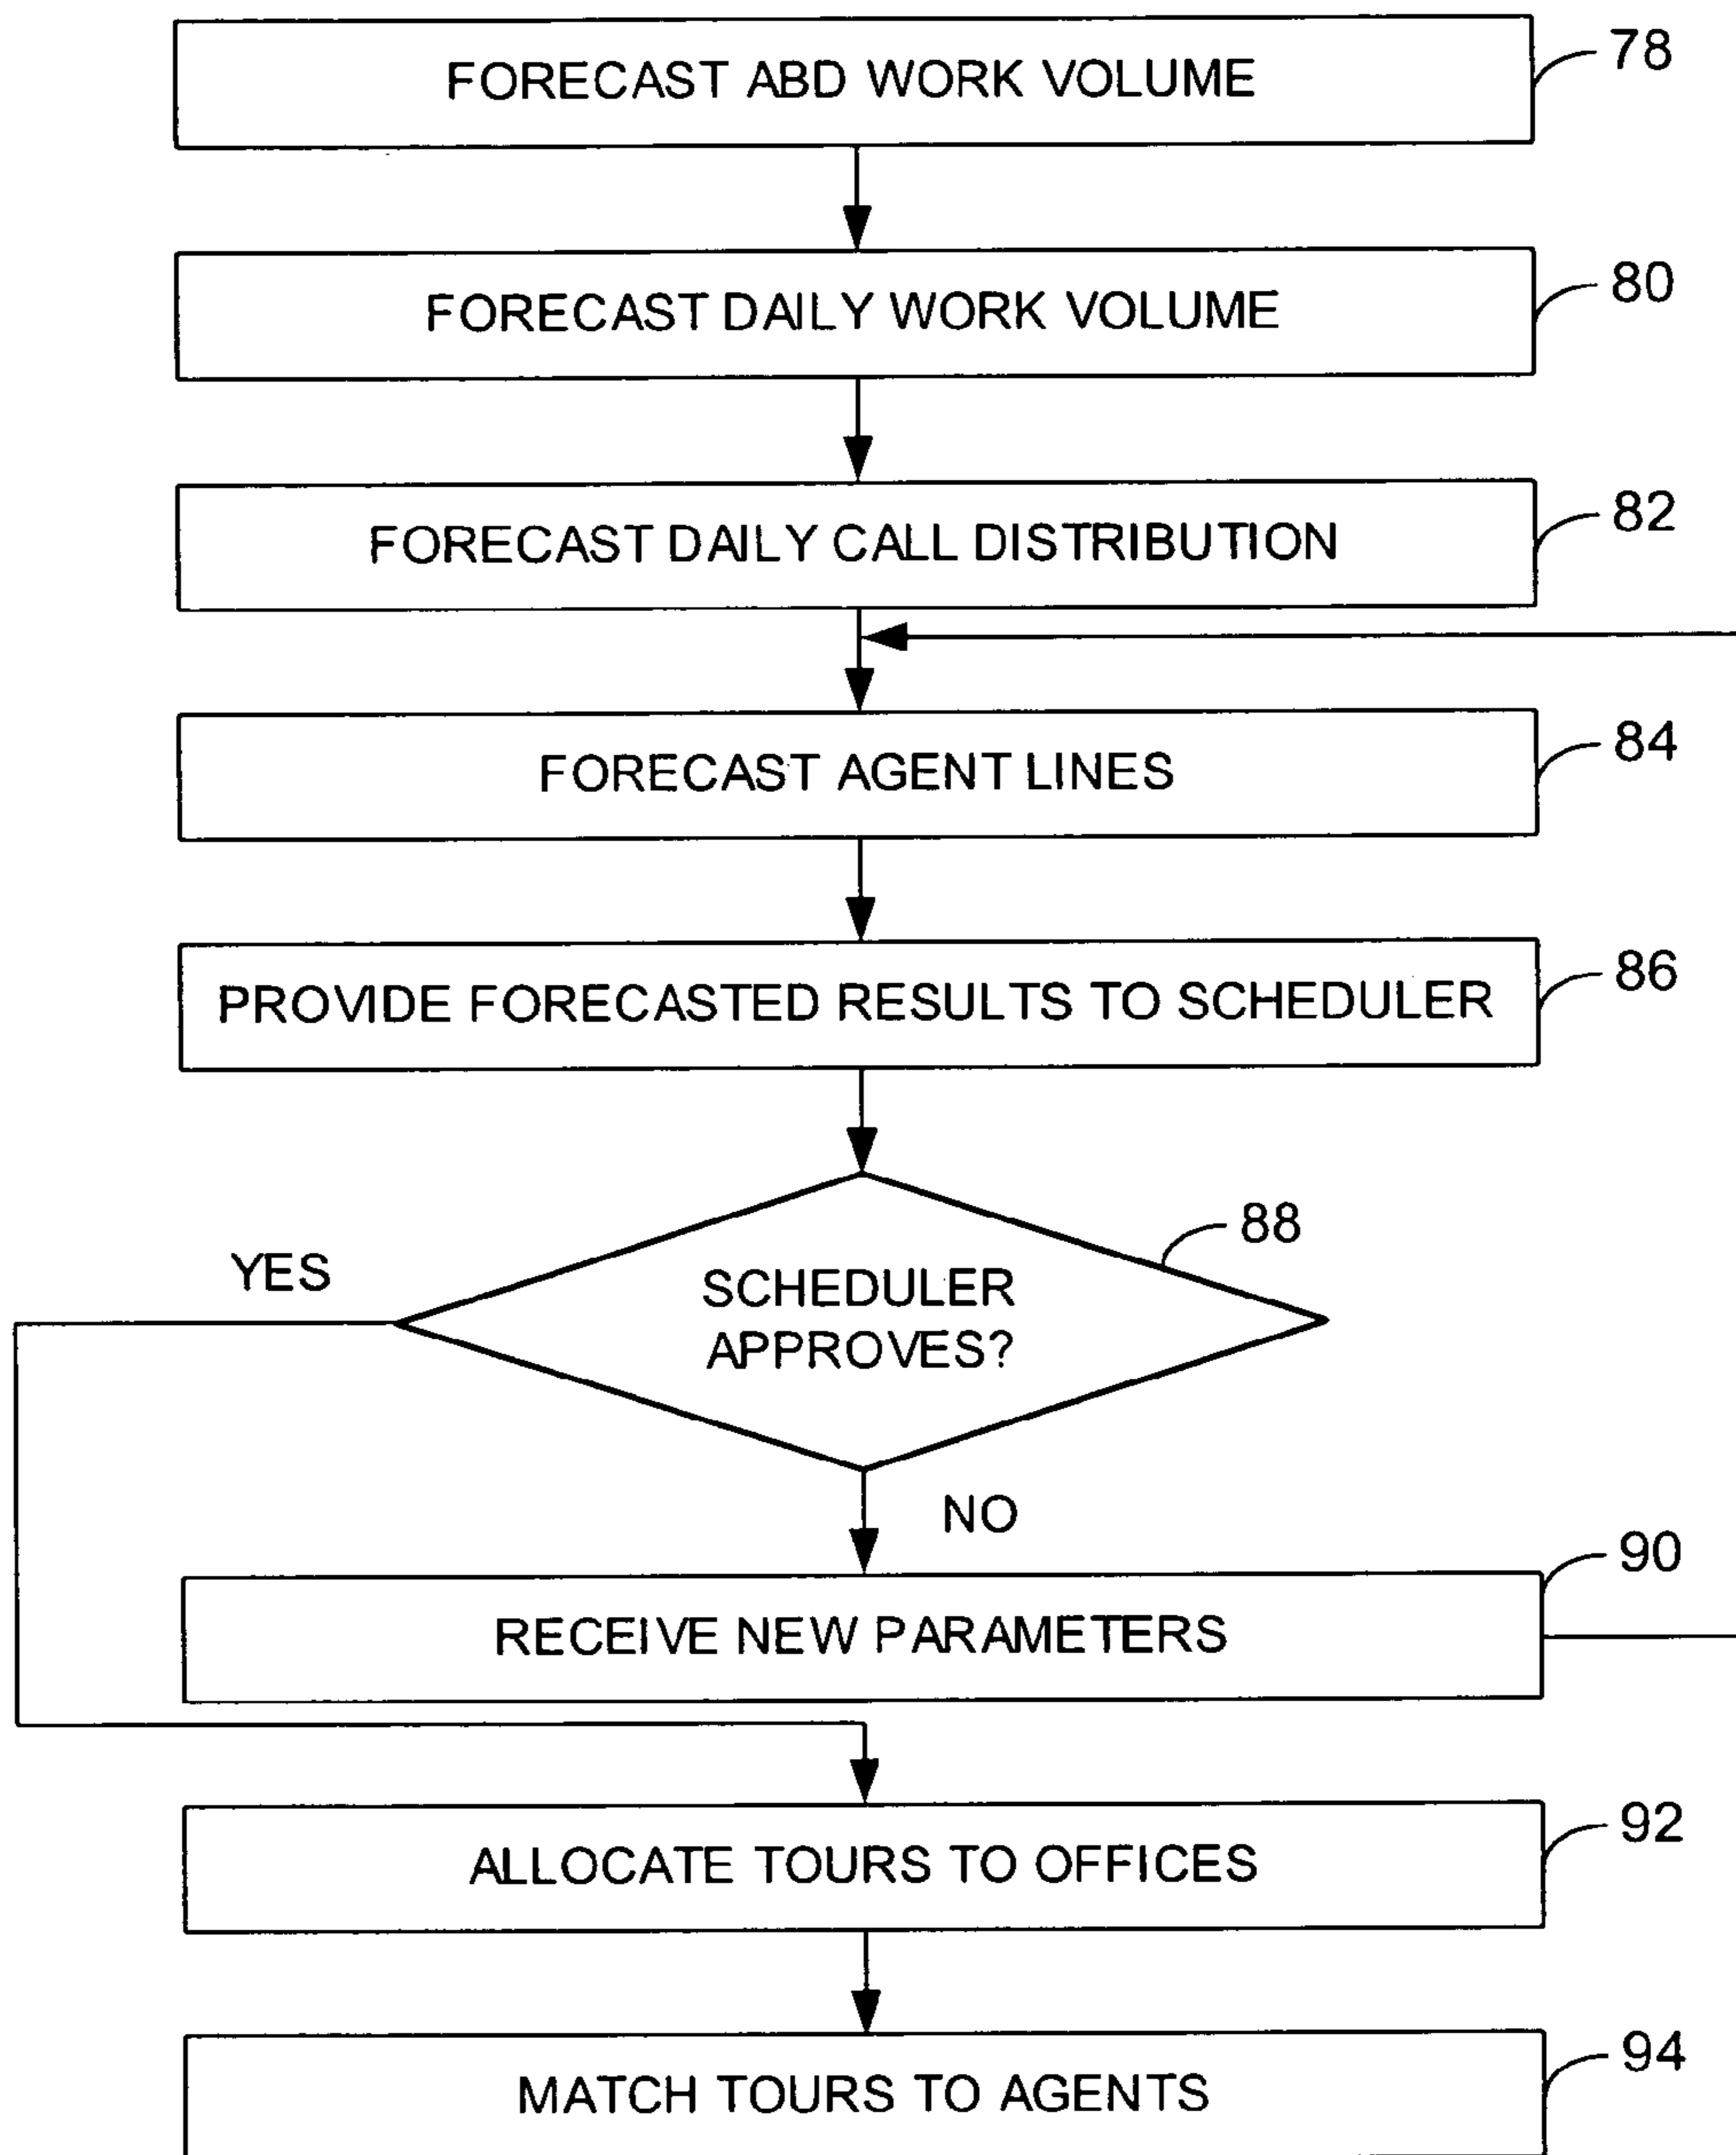 FORECAST ABD WORK VOLUME
78
FORECAST DAILY WORK VOLUME
80
FORECAST DAILY CALL DISTRIBUTION
82
FORECAST AGENT LINES
84
PROVIDE FORECASTED RESULTS TO SCHEDULER
86
88
YES
SCHEDULER
APPROVES?
NO
RECEIVE NEW PARAMETERS
90
ALLOCATE TOURS TO OFFICES
92
MATCH TOURS TO AGENTS
94